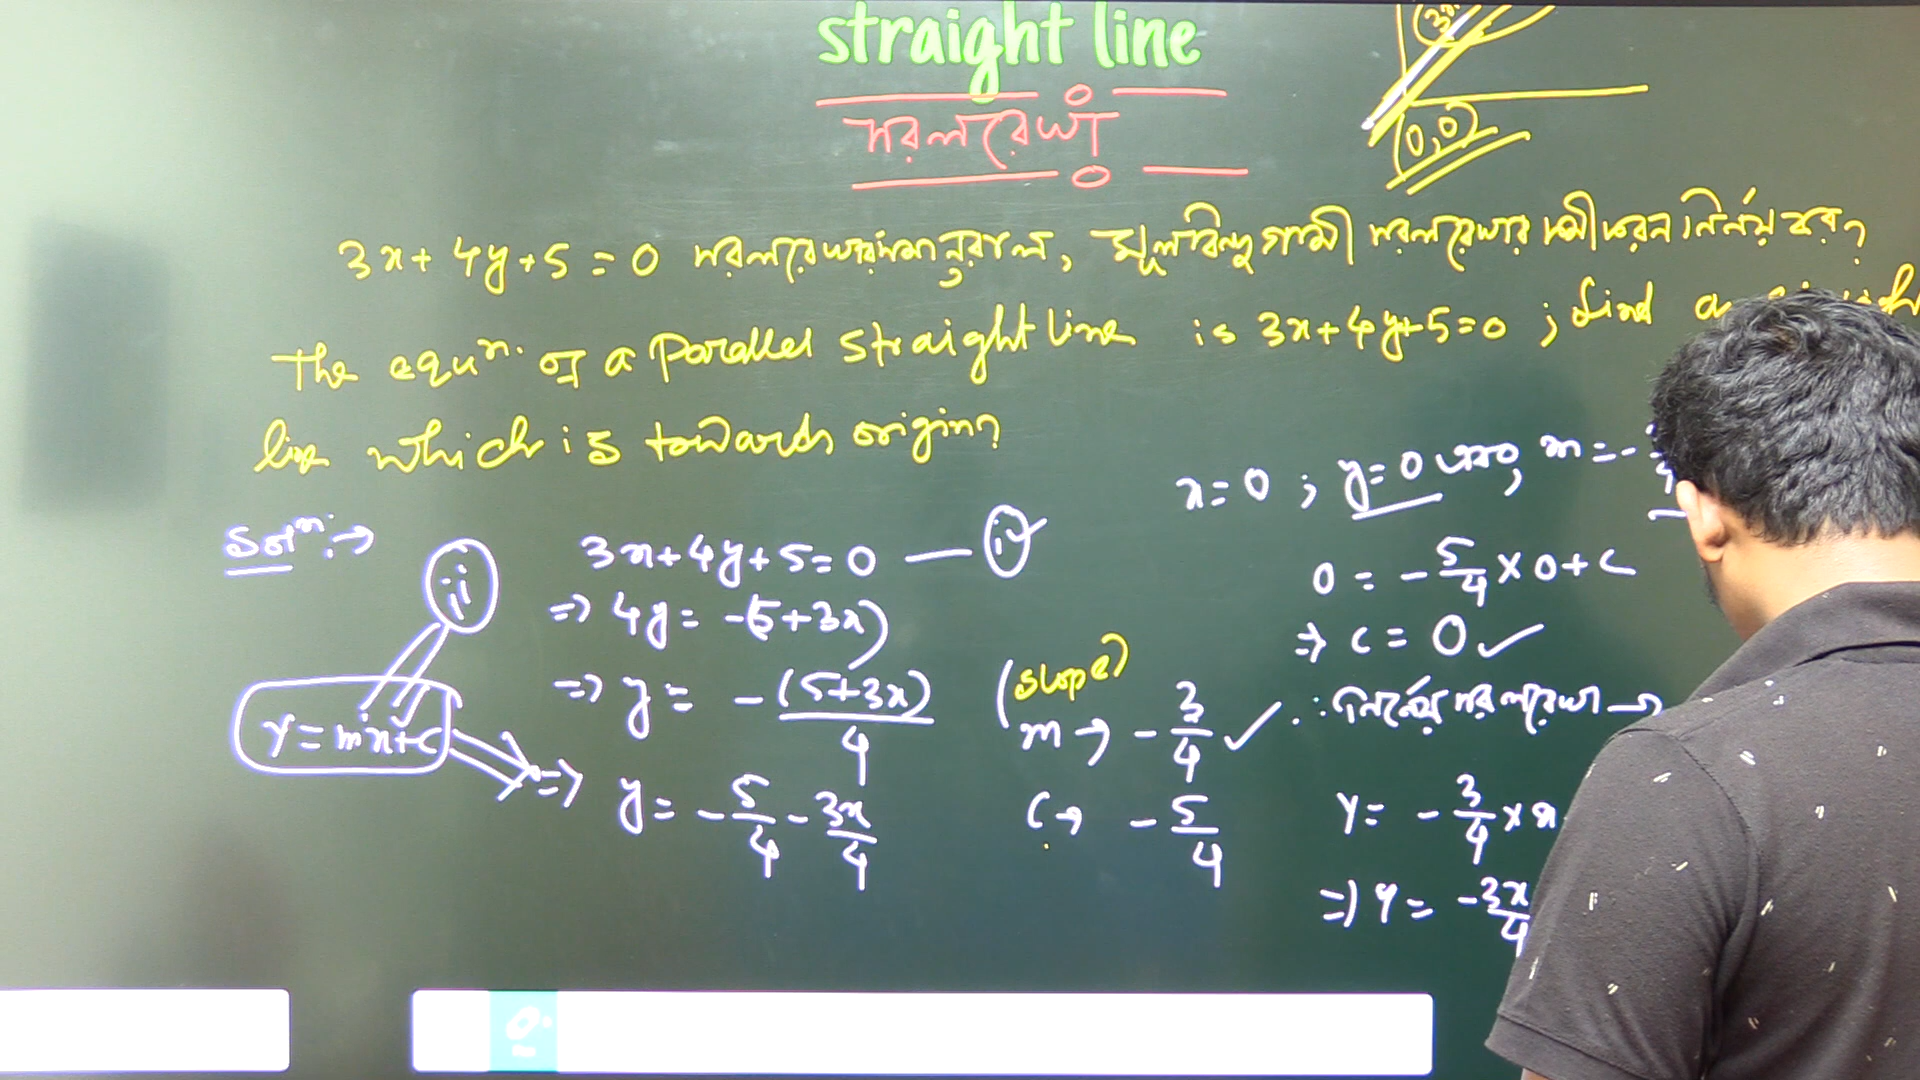 straight line
সরলরেখা
(0,0)
3x+4y+5=0 সরলরেখার সমান্তরাল, মূলবিন্দুগামী সরলরেখার সমীকরন নির্নয় কর?
The equⁿ. of a parallel straight line is 3x+4y+5=0 ; find a
line which is towards origin?
x=0 ; y=0 m=-
Solⁿ: →
3x+4y+5=0 — (i)
(ii)
⇒ 4y= -(5+3x)
⇒ y= -(5+3x)/4
y=mx+c
⇒ y= -5/4 - 3x/4
(slope)
m → -3/4 ✓
c → -5/4
0 = -5/4 × 0+c
⇒ c = 0 ✓
∴ নির্নেয় সরলরেখা →
y= -3/4 × x
⇒ y= -3x/4